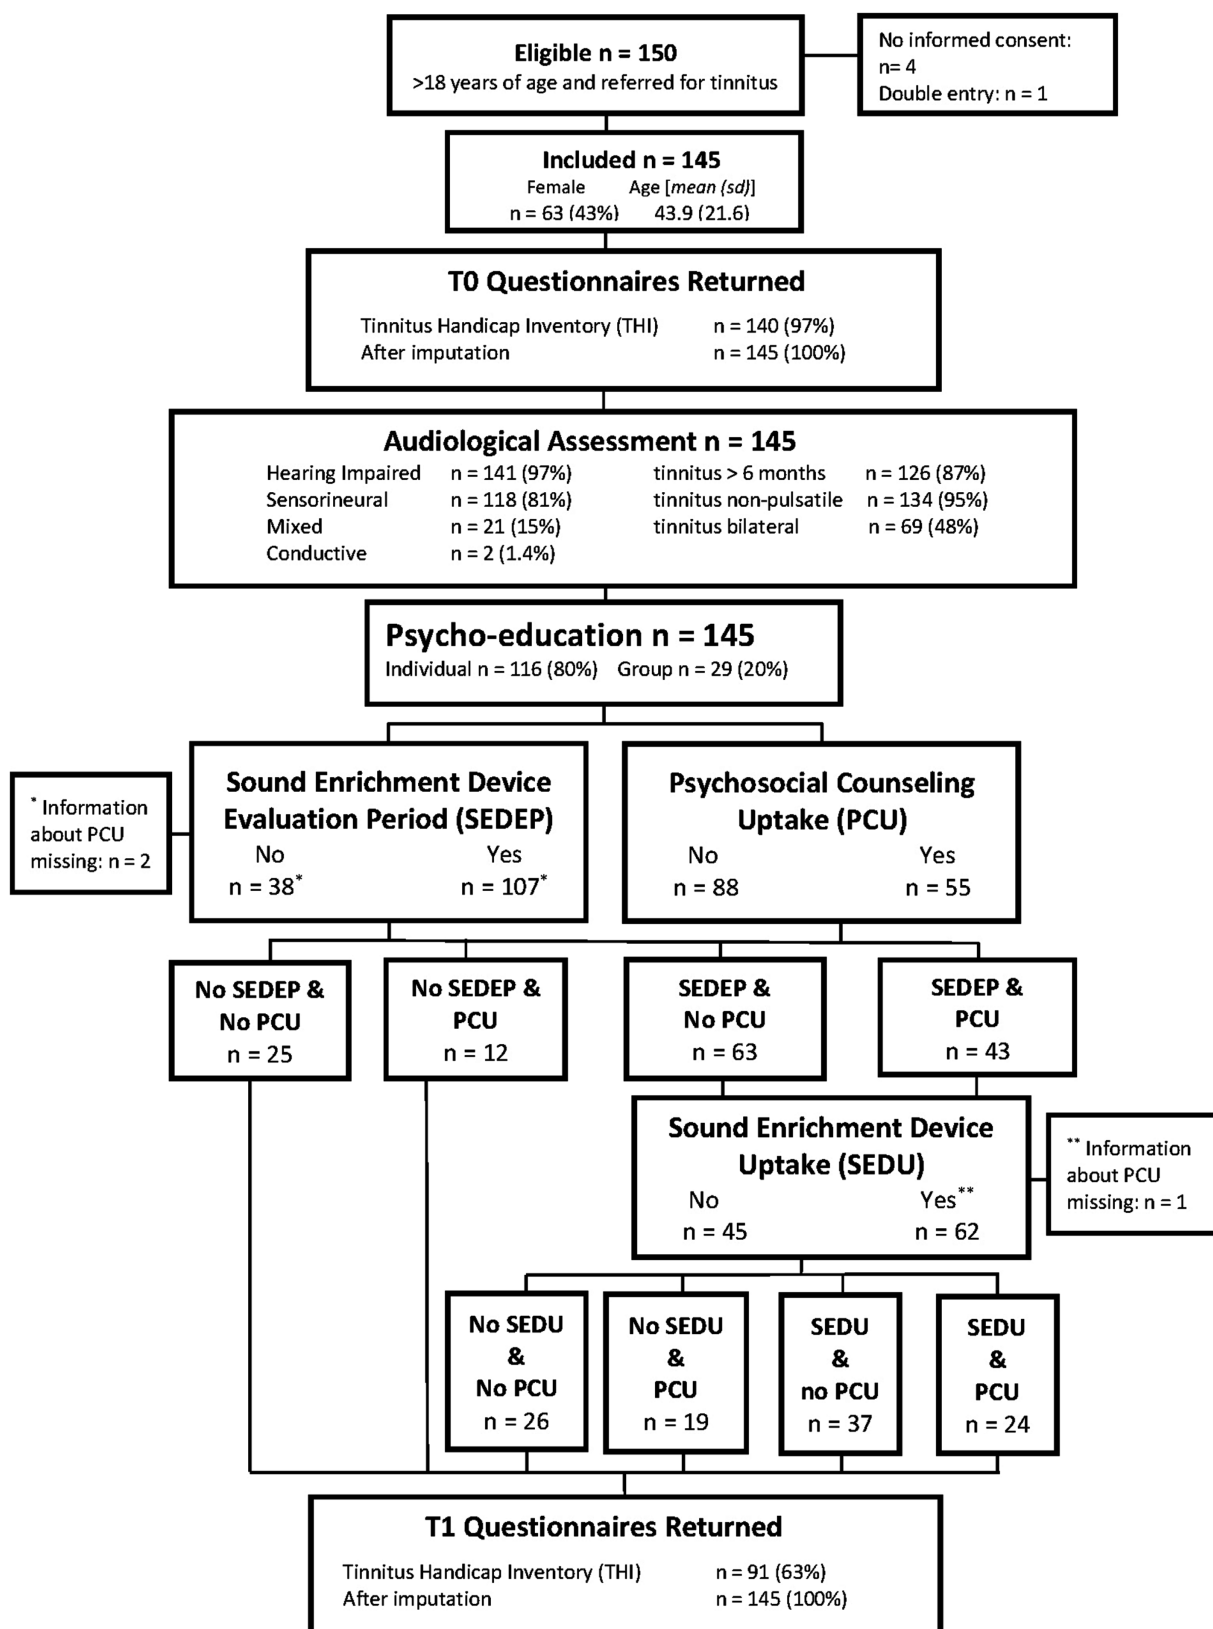 Eligible n = 150
>18 years of age and referred for tinnitus
No informed consent:
n= 4
Double entry: n = 1
Included n = 145
Female Age [mean (sd)]
n = 63 (43%) 43.9 (21.6)
T0 Questionnaires Returned
Tinnitus Handicap Inventory (THI) n = 140 (97%)
After imputation n = 145 (100%)
Audiological Assessment n = 145
Hearing Impaired n = 141 (97%) tinnitus > 6 months n = 126 (87%)
Sensorineural n = 118 (81%) tinnitus non-pulsatile n = 134 (95%)
Mixed n = 21 (15%) tinnitus bilateral n = 69 (48%)
Conductive n = 2 (1.4%)
Psycho-education n = 145
Individual n = 116 (80%) Group n = 29 (20%)
* Information
about PCU
missing: n = 2
Sound Enrichment Device
Evaluation Period (SEDEP)
No Yes
n = 38* n = 107*
Psychosocial Counseling
Uptake (PCU)
No Yes
n = 88 n = 55
No SEDEP &
No PCU
n = 25
No SEDEP &
PCU
n = 12
SEDEP &
No PCU
n = 63
SEDEP &
PCU
n = 43
Sound Enrichment Device
Uptake (SEDU)
No Yes**
n = 45 n = 62
** Information
about PCU
missing: n = 1
No SEDU
&
No PCU
n = 26
No SEDU
&
PCU
n = 19
SEDU
&
no PCU
n = 37
SEDU
&
PCU
n = 24
T1 Questionnaires Returned
Tinnitus Handicap Inventory (THI) n = 91 (63%)
After imputation n = 145 (100%)